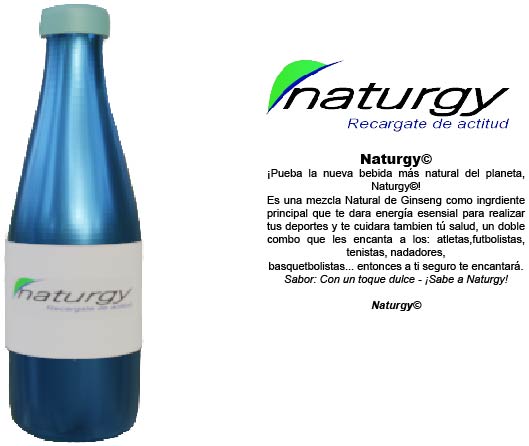 naturgy
Recargate de actitud
Naturgy©
¡Pueba la nueva bebida más natural del planeta,
Naturgy©!
Es una mezcla Natural de Ginseng como ingrdiente
principal que te dara energía esensial para realizar
tus deportes y te cuidara tambien tú salud, un doble
combo que les encanta a los: atletas,futbolistas,
tenistas, nadadores,
basquetbolistas... entonces a ti seguro te encantará.
Sabor: Con un toque dulce - ¡Sabe a Naturgy!
Naturgy©
naturgy
Recargate de actitud